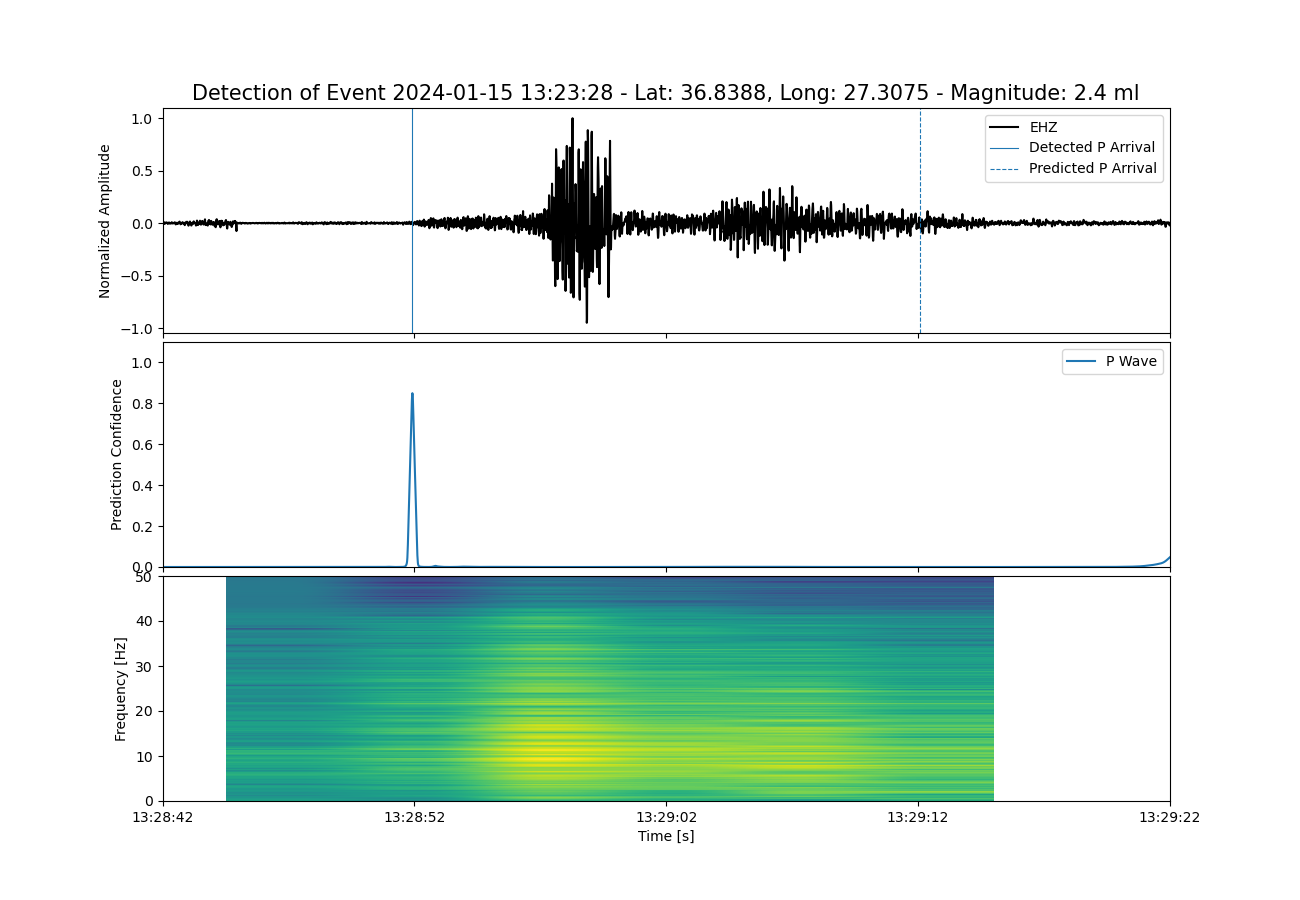 Detection of Event 2024-01-15 13:23:28 - Lat: 36.8388, Long: 27.3075 - Magnitude: 2.4 ml
1.0
0.5
0.0
−0.5
−1.0
Normalized Amplitude
EHZ
Detected P Arrival
Predicted P Arrival
1.0
0.8
0.6
0.4
0.2
0.0
Prediction Confidence
P Wave
50
40
30
20
10
0
Frequency [Hz]
13:28:42 13:28:52 13:29:02 13:29:12 13:29:22
Time [s]